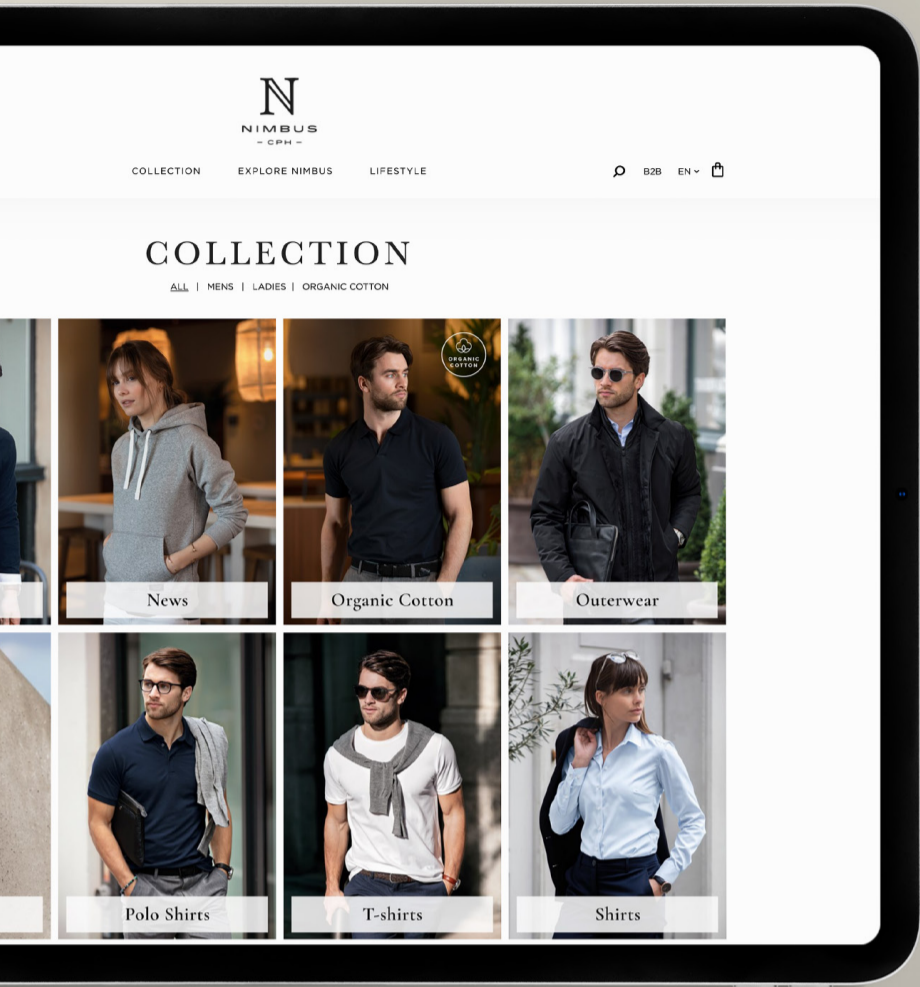 N
NIMBUS
– CPH –
COLLECTION EXPLORE NIMBUS LIFESTYLE B2B EN
COLLECTION
ALL | MENS | LADIES | ORGANIC COTTON
ORGANIC
COTTON
News Organic Cotton Outerwear
Polo Shirts T-shirts Shirts